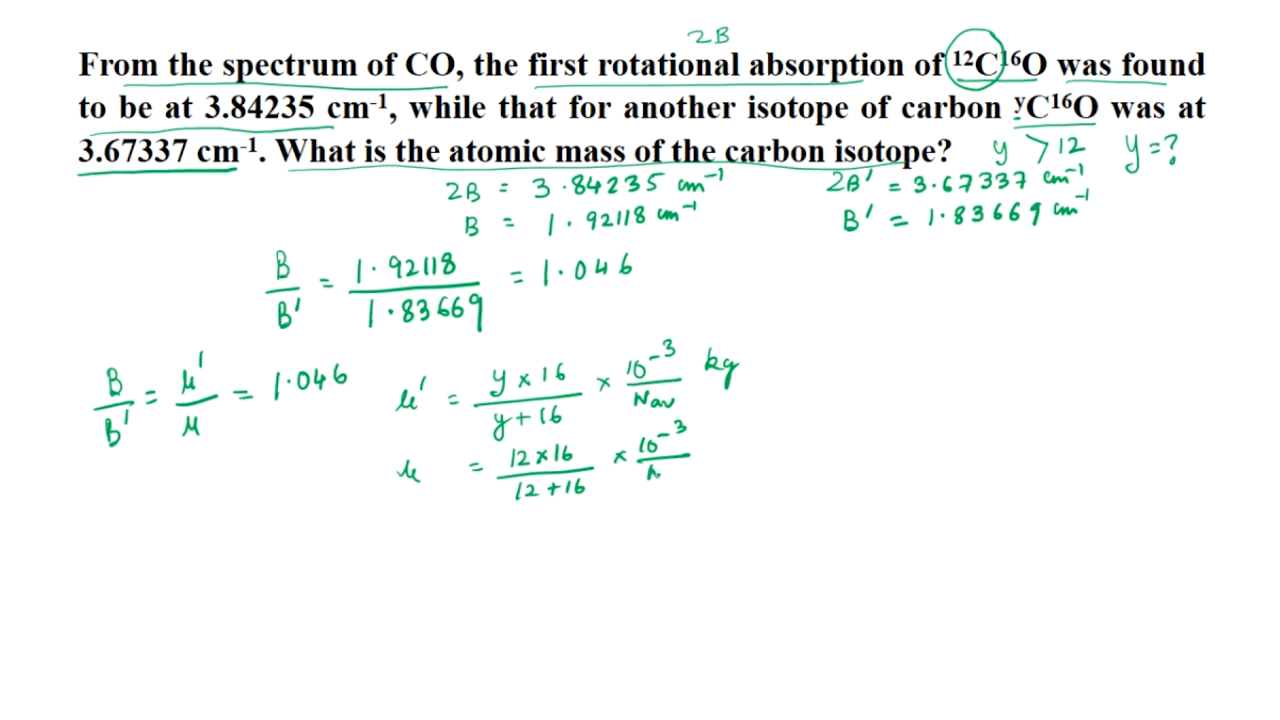 2B
From the spectrum of CO, the first rotational absorption of ¹²C¹⁶O was found
to be at 3.84235 cm⁻¹, while that for another isotope of carbon ʸC¹⁶O was at
3.67337 cm⁻¹. What is the atomic mass of the carbon isotope? y > 12 y = ?
2B = 3.84235 cm⁻¹ 2B' = 3.67337 cm⁻¹
B = 1.92118 cm⁻¹ B' = 1.83669 cm⁻¹
B/B' = 1.92118/1.83669 = 1.046
B/B' = μ'/μ = 1.046 μ' = y × 16/y + 16 × 10⁻³/Nav kg
μ = 12 × 16/12 + 16 × 10⁻³/